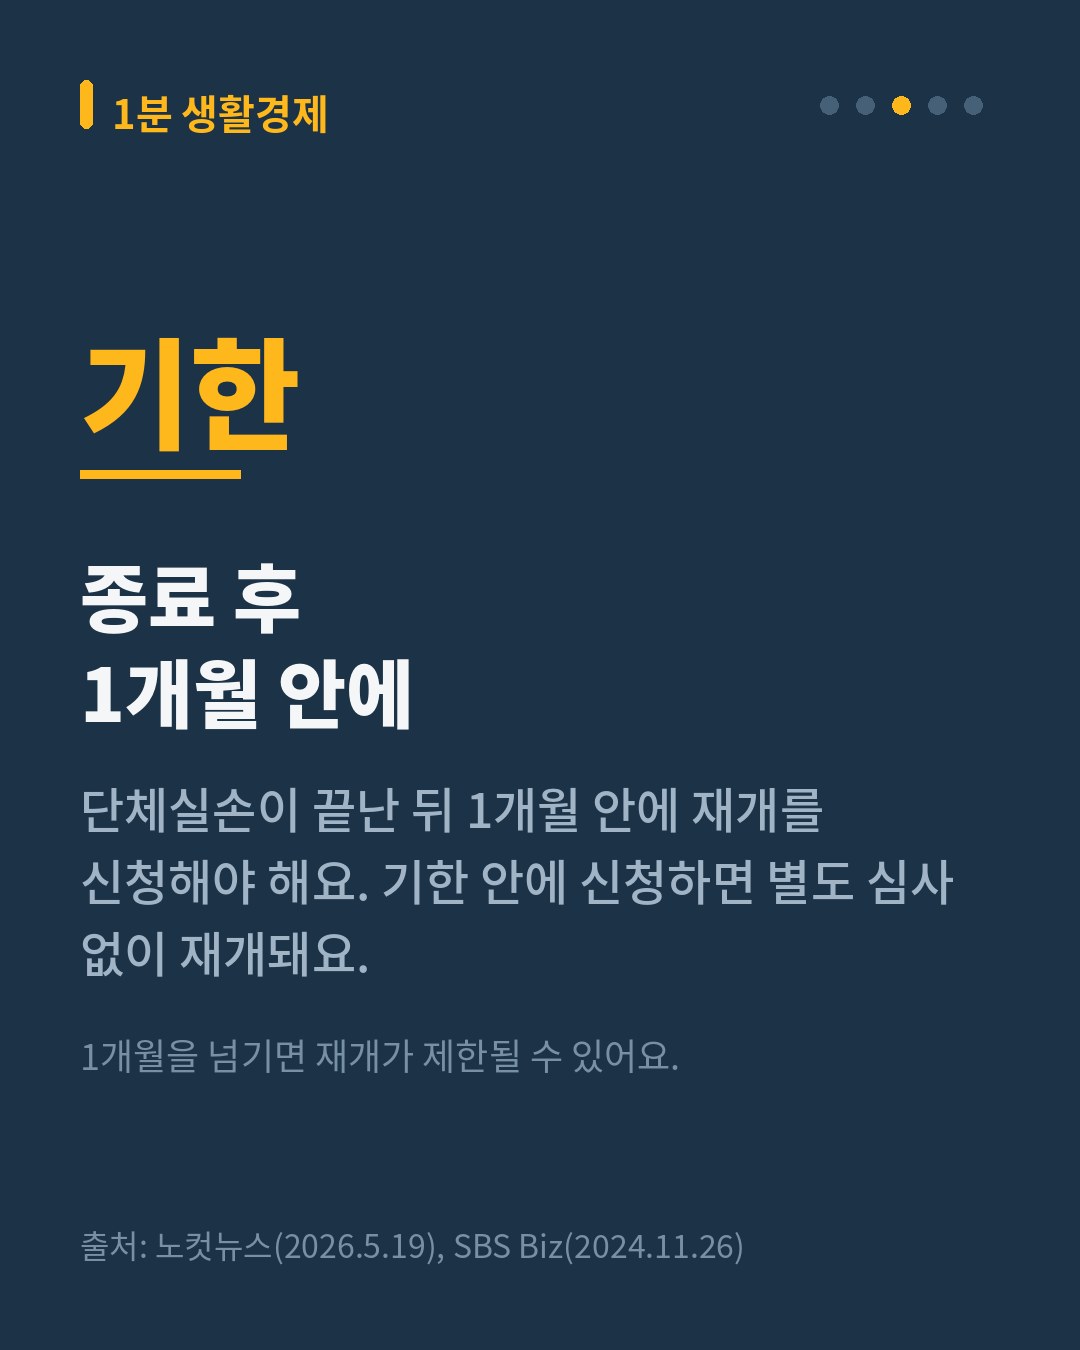 1분 생활경제
기한
종료 후
1개월 안에
단체실손이 끝난 뒤 1개월 안에 재개를
신청해야 해요. 기한 안에 신청하면 별도 심사
없이 재개돼요.
1개월을 넘기면 재개가 제한될 수 있어요.
출처: 노컷뉴스(2026.5.19), SBS Biz(2024.11.26)